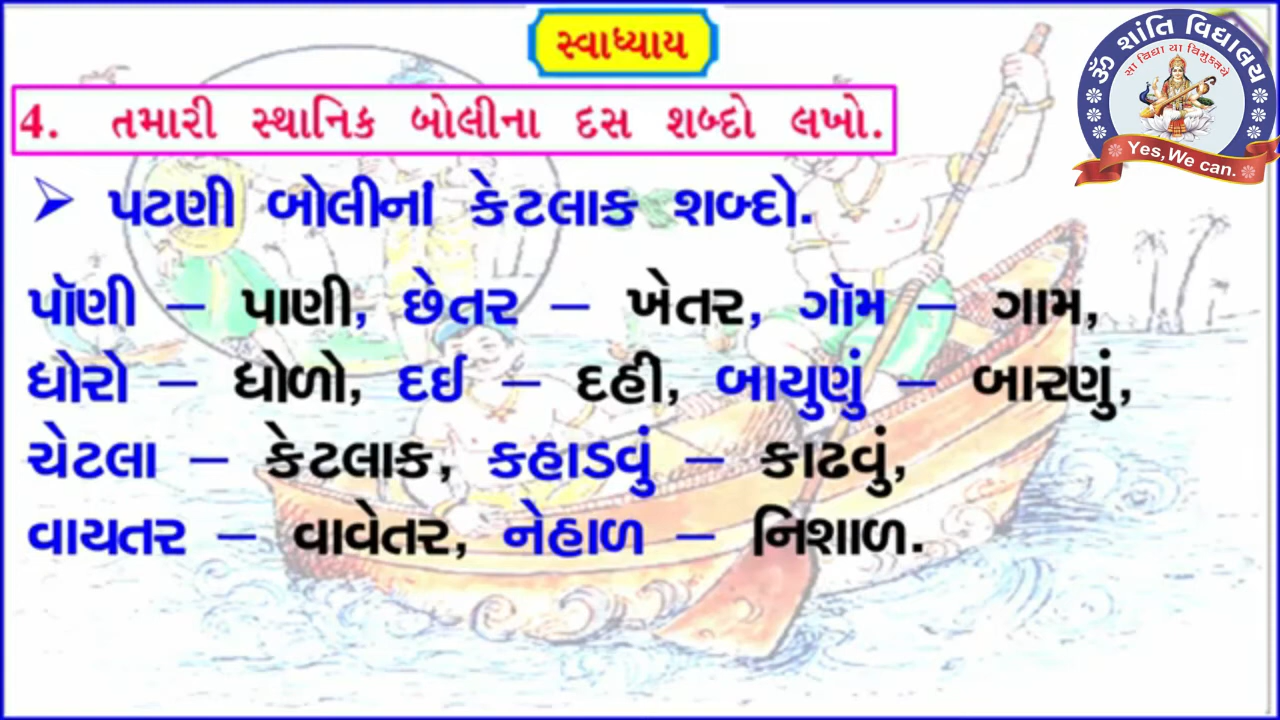 સ્વાધ્યાય
ૐ શાંતિ વિદ્યાલય
સા વિદ્યા યા વિમુક્તયે
Yes,We can.
4. તમારી સ્થાનિક બોલીના દસ શબ્દો લખો.
➢ પટણી બોલીનાં કેટલાક શબ્દો.
પૉણી – પાણી, છેતર – ખેતર, ગૉમ – ગામ,
ધોરો – ધોળો, દઈ – દહી, બાયુણું – બારણું,
ચેટલા – કેટલાક, કહાડવું – કાઢવું,
વાયતર – વાવેતર, નેહાળ – નિશાળ.